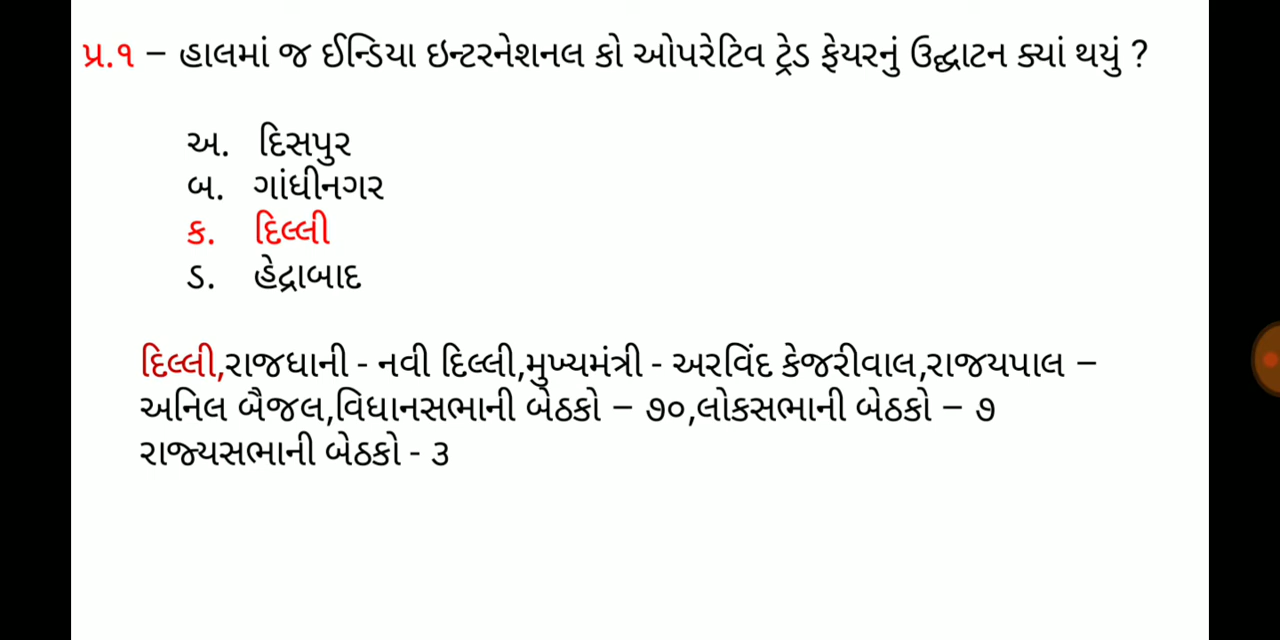 પ્ર.૧ – હાલમાં જ ઈન્ડિયા ઇન્ટરનેશનલ કો ઓપરેટિવ ટ્રેડ ફેયરનું ઉદ્ઘાટન ક્યાં થયું ?
અ. દિસપુર
બ. ગાંધીનગર
ક. દિલ્લી
ડ. હેદ્રાબાદ
દિલ્લી,રાજધાની - નવી દિલ્લી,મુખ્યમંત્રી - અરવિંદ કેજરીવાલ,રાજયપાલ –
અનિલ બૈજલ,વિધાનસભાની બેઠકો – ૭૦,લોકસભાની બેઠકો – ૭
રાજ્યસભાની બેઠકો - ૩